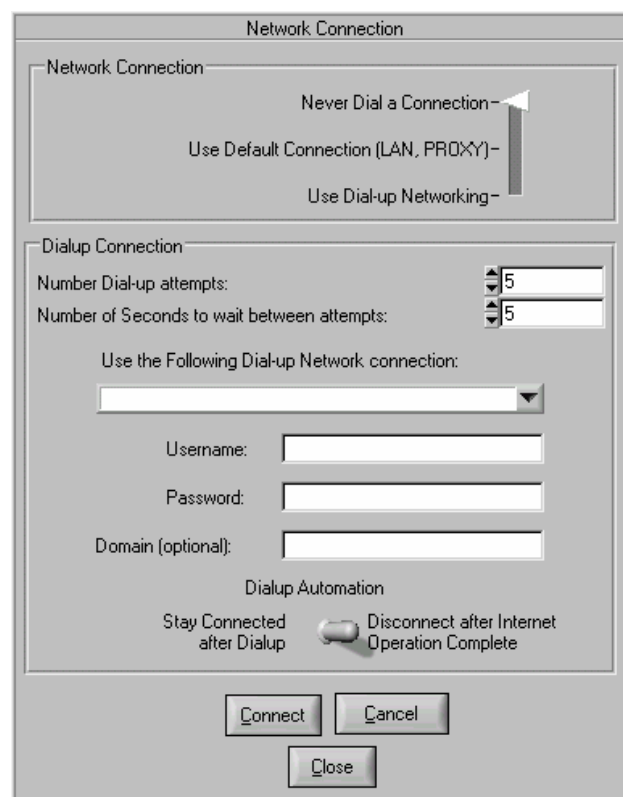 Network Connection
Network Connection
Never Dial a Connection
Use Default Connection (LAN, PROXY)
Use Dial-up Networking
Dialup Connection
Number Dial-up attempts: 5
Number of Seconds to wait between attempts: 5
Use the Following Dial-up Network connection:
Username:
Password:
Domain (optional):
Dialup Automation
Stay Connected
after Dialup
Disconnect after Internet
Operation Complete
Connect
Cancel
Close